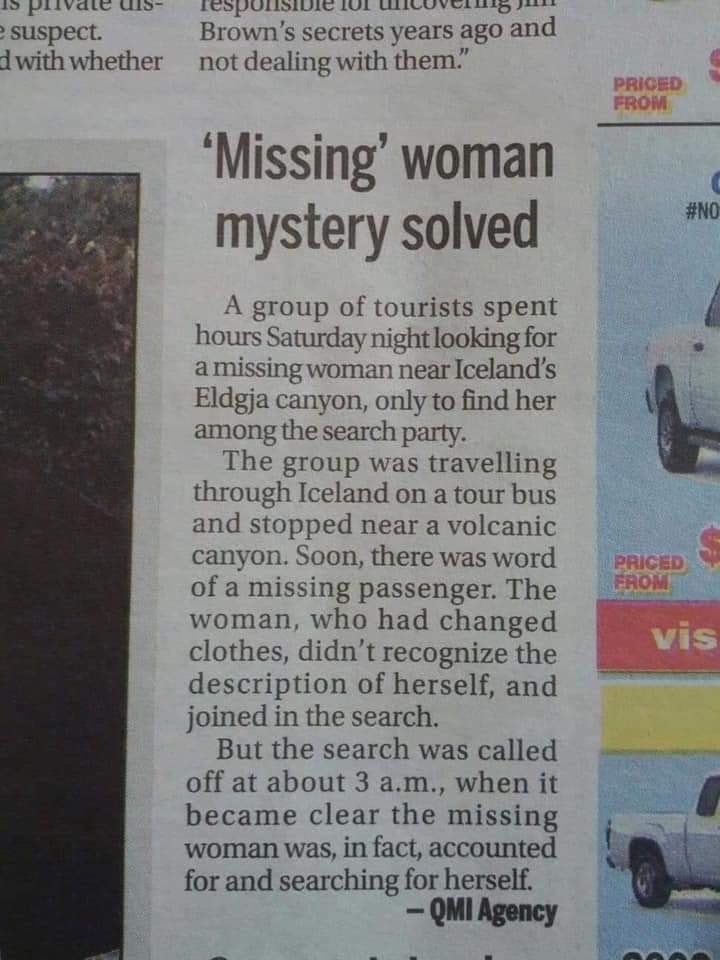 e suspect.
d with whether
Brown's secrets years ago and
not dealing with them."
'Missing' woman
mystery solved
A group of tourists spent
hours Saturday night looking for
a missing woman near Iceland's
Eldgja canyon, only to find her
among the search party.
The group was travelling
through Iceland on a tour bus
and stopped near a volcanic
canyon. Soon, there was word
of a missing passenger. The
woman, who had changed
clothes, didn't recognize the
description of herself, and
joined in the search.
But the search was called
off at about 3 a.m., when it
became clear the missing
woman was, in fact, accounted
for and searching for herself.
– QMI Agency
PRICED
FROM
$
#NO
PRICED
FROM
$
vis